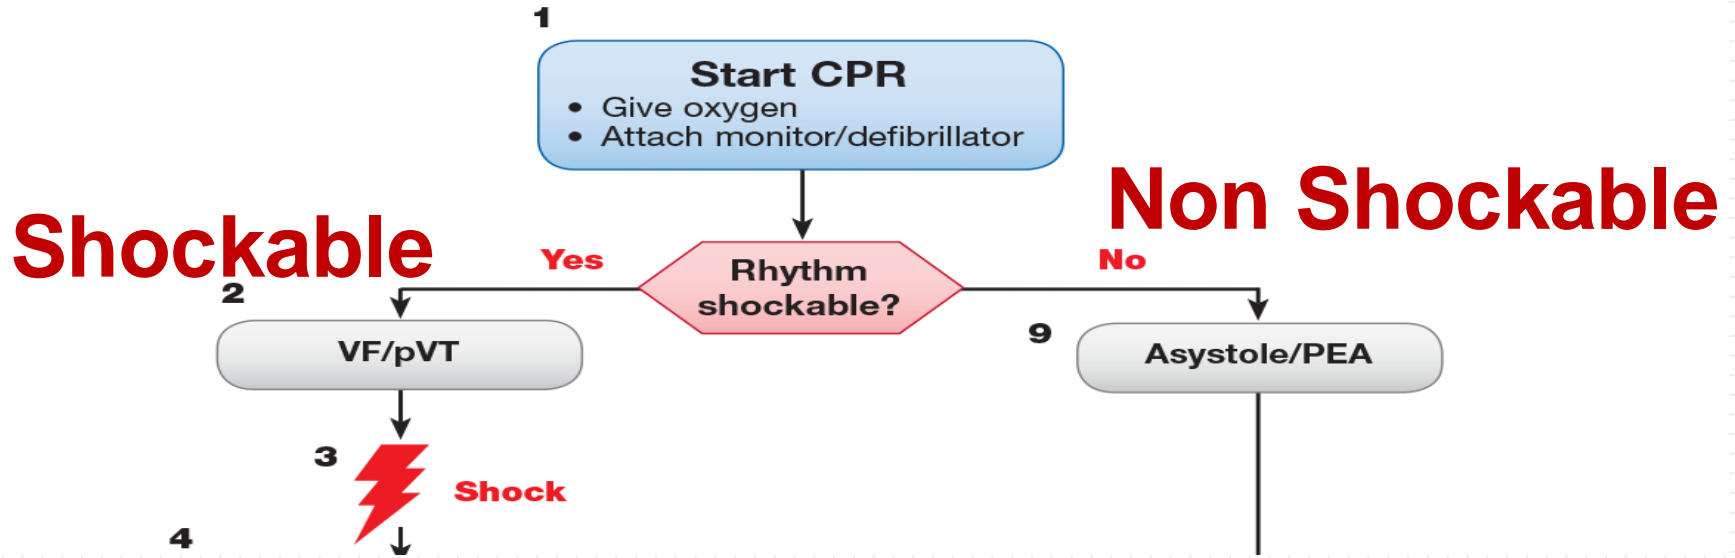 1
Start CPR
• Give oxygen
• Attach monitor/defibrillator
Shockable
Non Shockable
Yes
Rhythm
shockable?
No
2
VF/pVT
9
Asystole/PEA
3
Shock
4